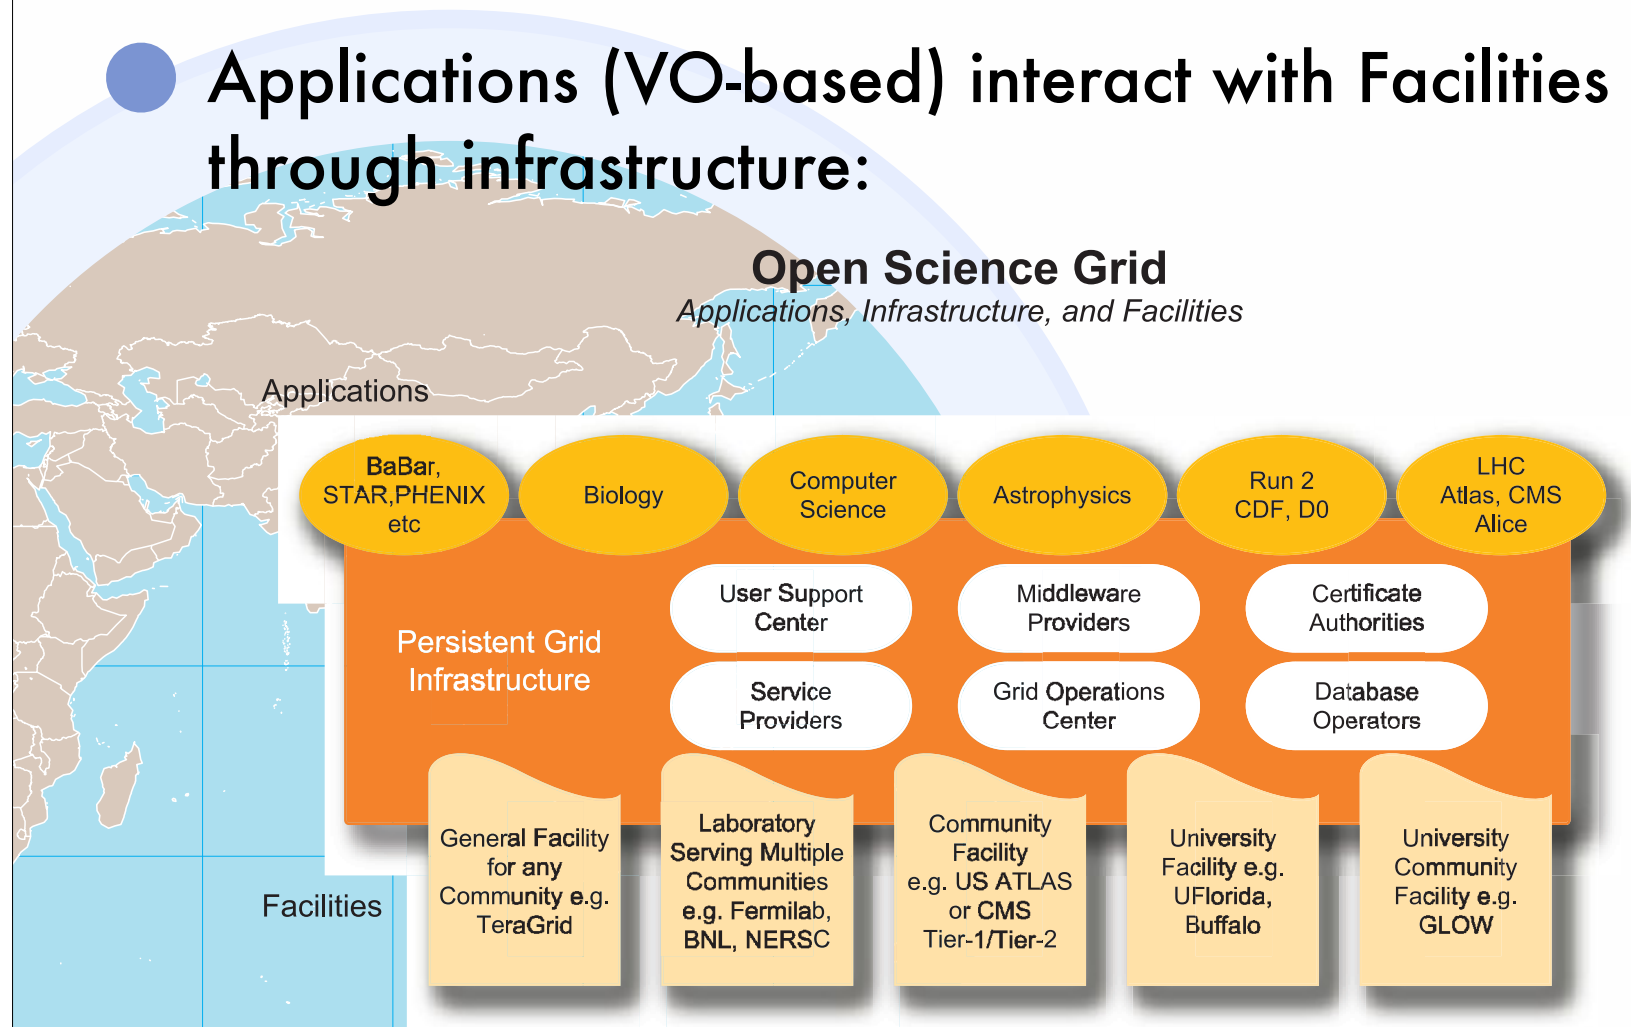 Applications (VO-based) interact with Facilities
through infrastructure:
Open Science Grid
Applications, Infrastructure, and Facilities
Applications
BaBar,
STAR,PHENIX
etc
Biology
Computer
Science
Astrophysics
Run 2
CDF, D0
LHC
Atlas, CMS
Alice
Persistent Grid
Infrastructure
User Support
Center
Middleware
Providers
Certificate
Authorities
Service
Providers
Grid Operations
Center
Database
Operators
Facilities
General Facility
for any
Community e.g.
TeraGrid
Laboratory
Serving Multiple
Communities
e.g. Fermilab,
BNL, NERSC
Community
Facility
e.g. US ATLAS
or CMS
Tier-1/Tier-2
University
Facility e.g.
UFlorida,
Buffalo
University
Community
Facility e.g.
GLOW